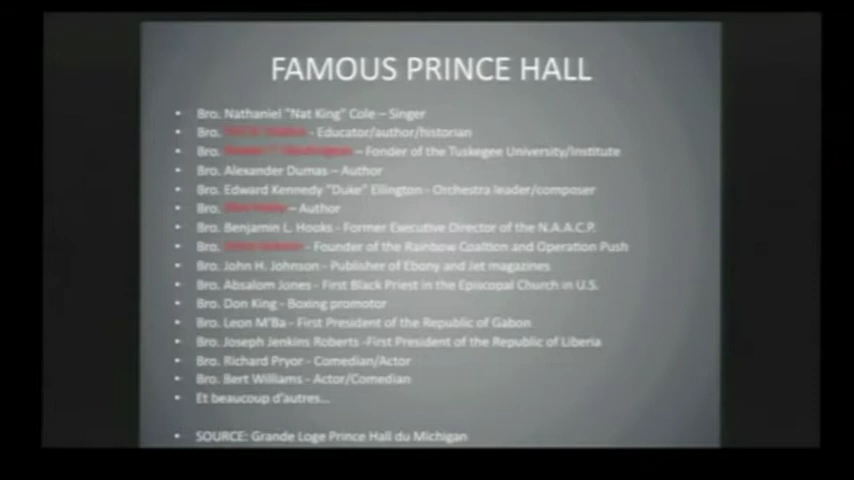 FAMOUS PRINCE HALL
• Bro. Nathaniel "Nat King" Cole – Singer
• Bro. - Educator/author/historian
• Bro. – Fonder of the Tuskegee University/Institute
• Bro. Alexander Dumas – Author
• Bro. Edward Kennedy "Duke" Ellington - Orchestra leader/composer
• Bro. – Author
• Bro. Benjamin L. Hooks - Former Executive Director of the N.A.A.C.P.
• Bro. - Founder of the Rainbow Coalition and Operation Push
• Bro. John H. Johnson - Publisher of Ebony and Jet magazines
• Bro. Absalom Jones - First Black Priest in the Episcopal Church in U.S.
• Bro. Don King - Boxing promotor
• Bro. Leon M'Ba - First President of the Republic of Gabon
• Bro. Joseph Jenkins Roberts -First President of the Republic of Liberia
• Bro. Richard Pryor - Comedian/Actor
• Bro. Bert Williams - Actor/Comedian
• Et beaucoup d'autres...
• SOURCE: Grande Loge Prince Hall du Michigan